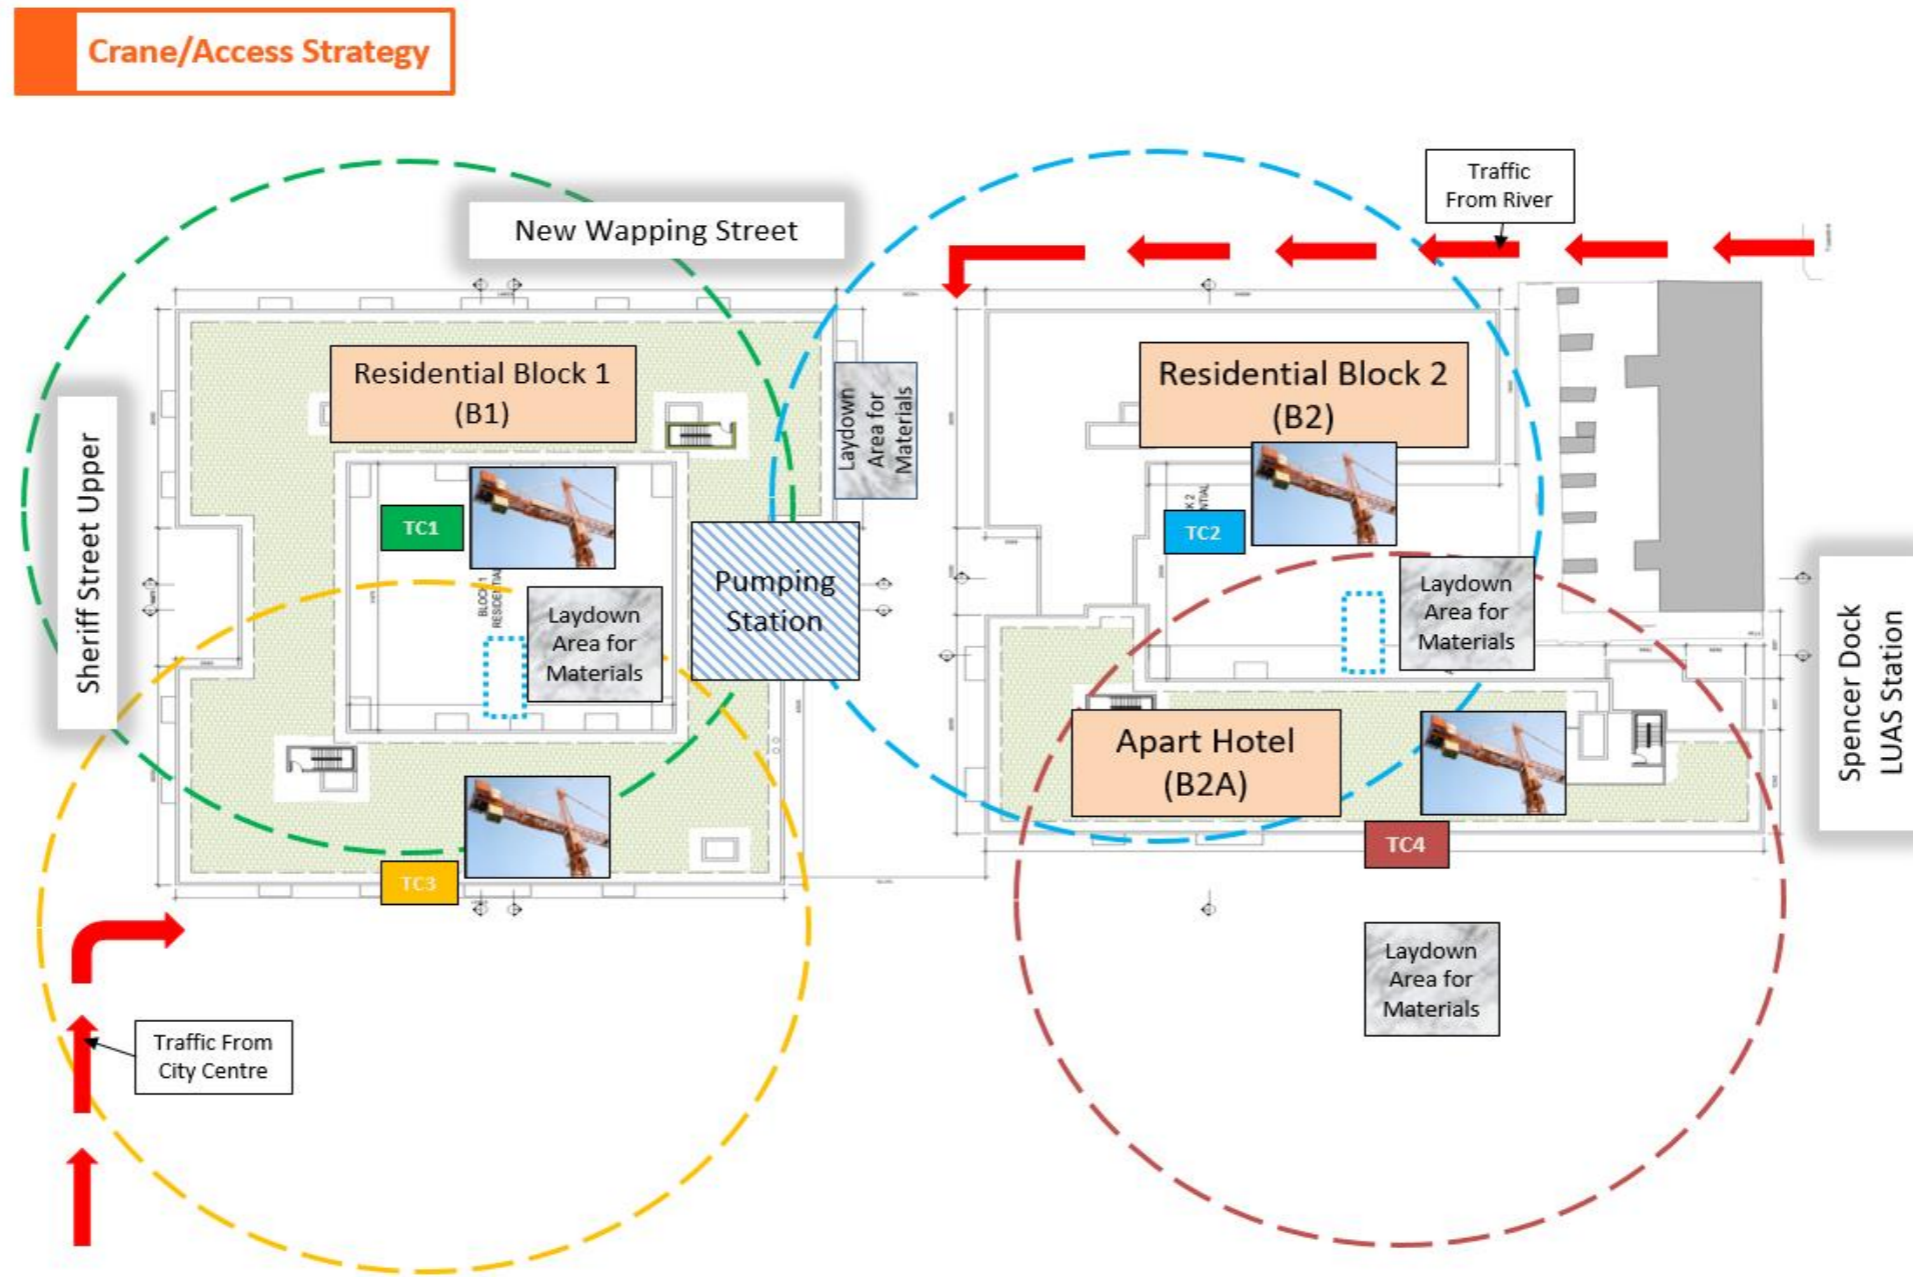 Crane/Access Strategy
Traffic
From River
New Wapping Street
Residential Block 1
(B1)
Laydown
Area for
Materials
Residential Block 2
(B2)
Sheriff Street Upper
TC1
TC2
BLOCK 1
Pumping
Station
Laydown
Area for
Materials
Laydown
Area for
Materials
Spencer Dock
LUAS Station
Apart Hotel
(B2A)
TC3
TC4
Laydown
Area for
Materials
Traffic From
City Centre